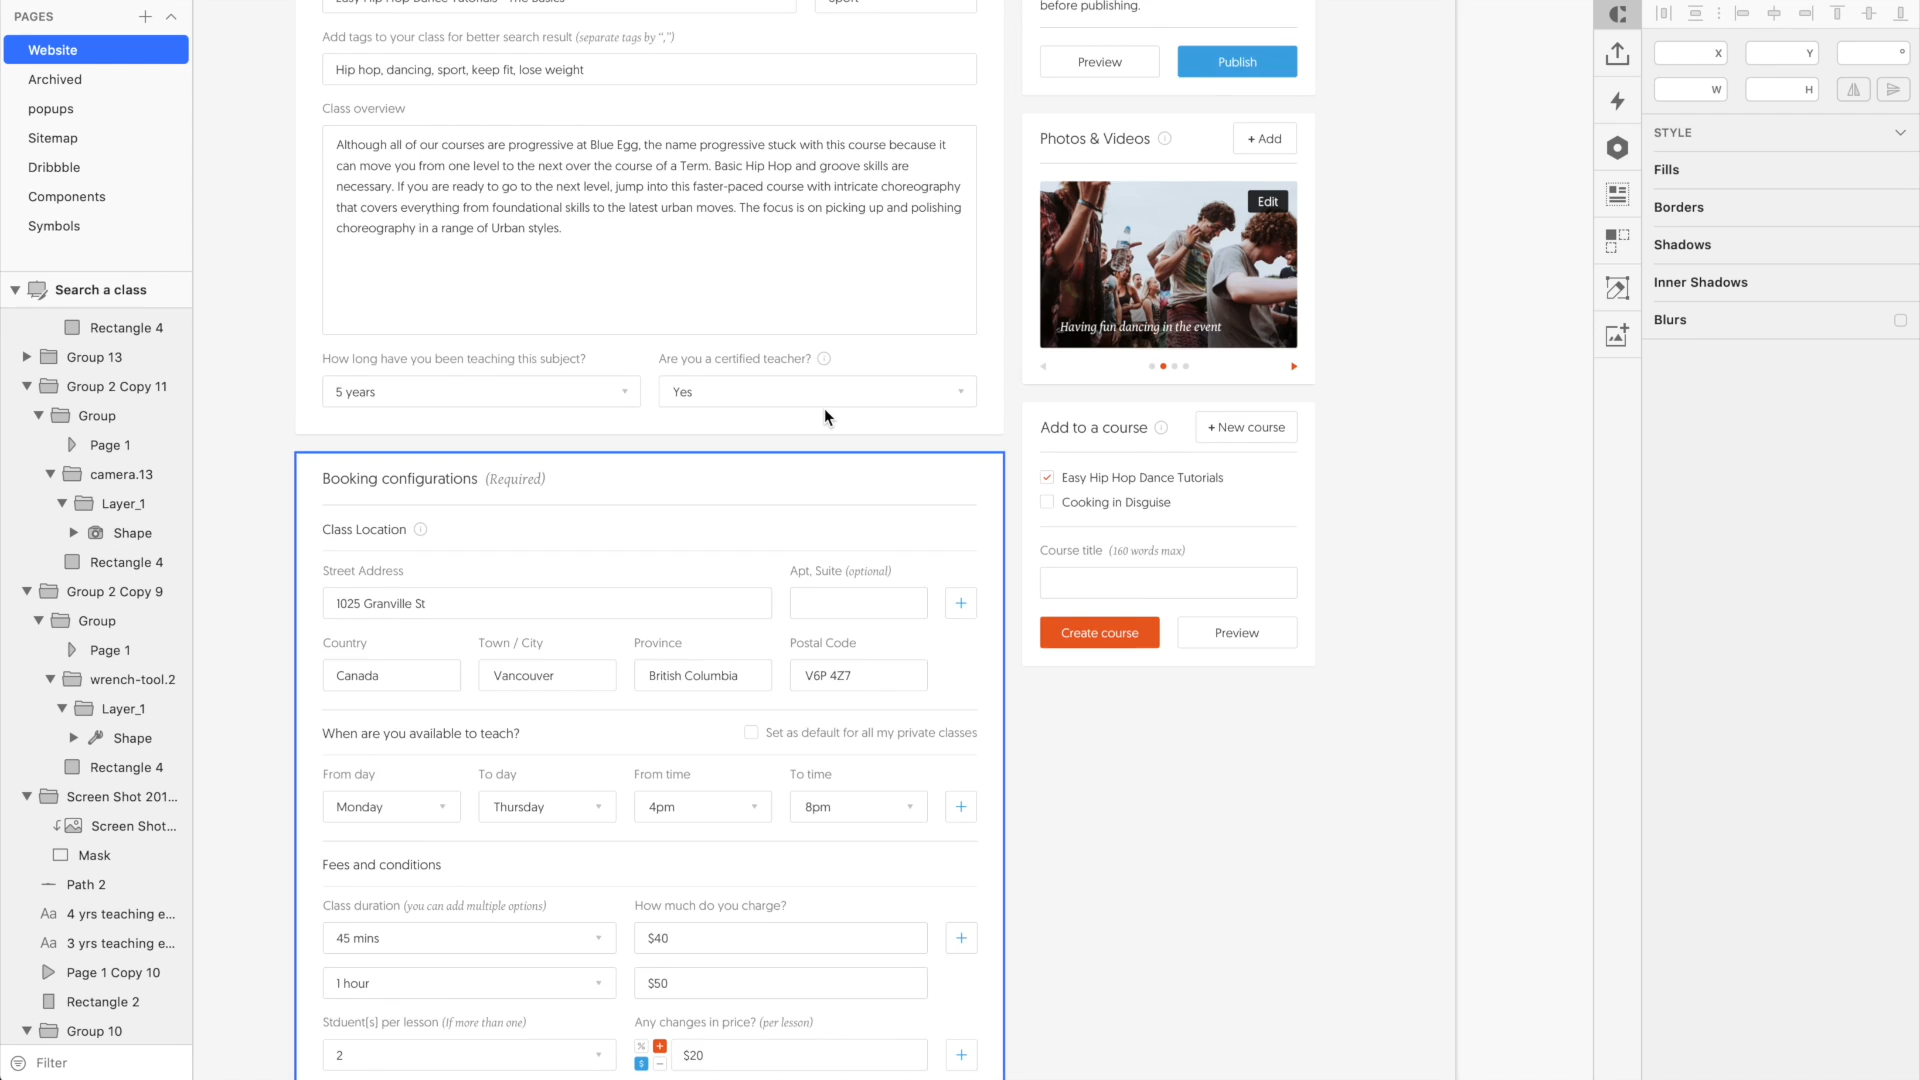 PAGES
Website
Archived
popups
Sitemap
Dribbble
Components
Symbols
Search a class
Rectangle 4
Group 13
Group 2 Copy 11
Group
Page 1
camera.13
Layer_1
Shape
Rectangle 4
Group 2 Copy 9
Group
Page 1
wrench-tool.2
Layer_1
Shape
Rectangle 4
Screen Shot 201...
Screen Shot...
Mask
Path 2
Aa 4 yrs teaching e...
Aa 3 yrs teaching e...
Page 1 Copy 10
Rectangle 2
Group 10
Filter
Add tags to your class for better search result (separate tags by “,”)
Hip hop, dancing, sport, keep fit, lose weight
Class overview
Although all of our courses are progressive at Blue Egg, the name progressive stuck with this course because it
can move you from one level to the next over the course of a Term. Basic Hip Hop and groove skills are
necessary. If you are ready to go to the next level, jump into this faster-paced course with intricate choreography
that covers everything from foundational skills to the latest urban moves. The focus is on picking up and polishing
choreography in a range of Urban styles.
How long have you been teaching this subject?
Are you a certified teacher?
5 years
Yes
Booking configurations (Required)
Class Location
Street Address
Apt, Suite (optional)
1025 Granville St
+
Country
Town / City
Province
Postal Code
Canada
Vancouver
British Columbia
V6P 4Z7
When are you available to teach?
Set as default for all my private classes
From day
To day
From time
To time
Monday
Thursday
4pm
8pm
+
Fees and conditions
Class duration (you can add multiple options)
How much do you charge?
45 mins
$40
+
1 hour
$50
Stduent[s] per lesson (If more than one)
Any changes in price? (per lesson)
2
% +
$ −
$20
+
before publishing.
Preview
Publish
Photos & Videos
+ Add
Edit
Having fun dancing in the event
Add to a course
+ New course
Easy Hip Hop Dance Tutorials
Cooking in Disguise
Course title (160 words max)
Create course
Preview
X
Y
°
W
H
STYLE
Fills
Borders
Shadows
Inner Shadows
Blurs